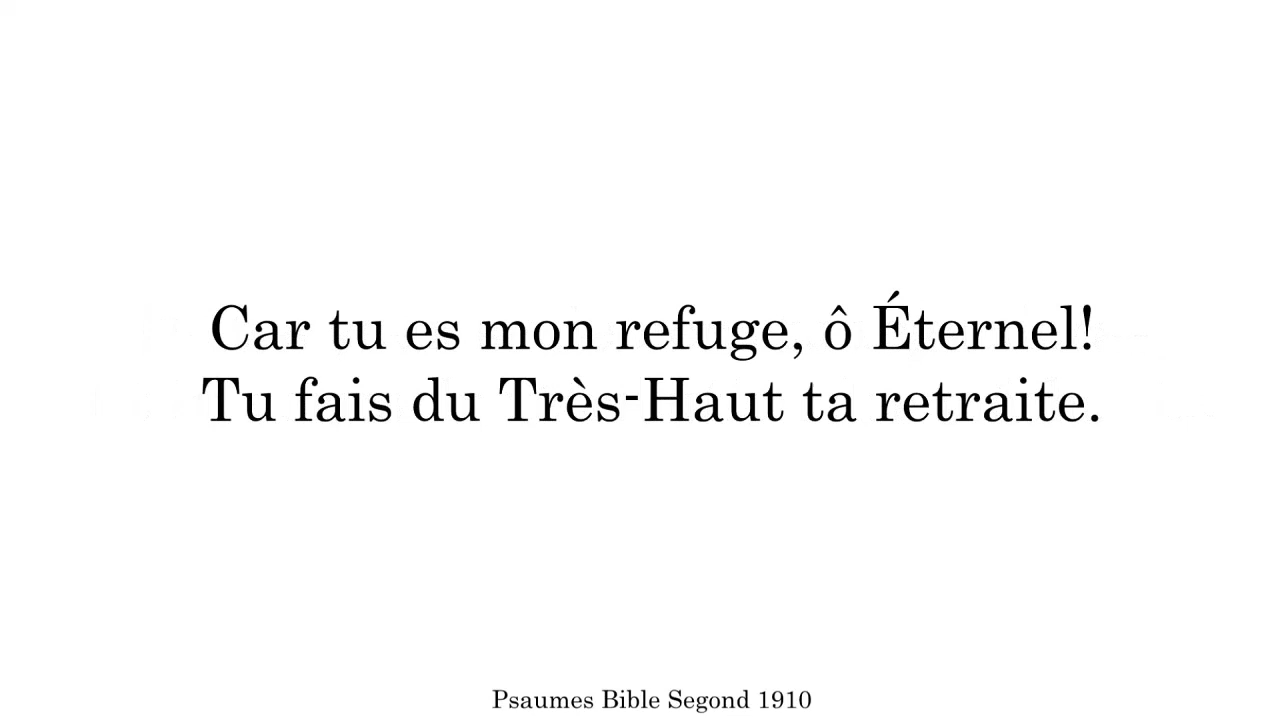 Car tu es mon refuge, ô Éternel!
Tu fais du Très-Haut ta retraite.
Psaumes Bible Segond 1910